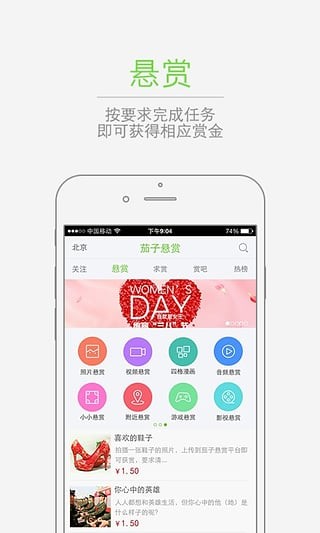 悬赏
按要求完成任务
即可获得相应赏金
中国移动
下午9:04
87%
北京
茄子悬赏
关注
悬赏
求赏
赏吧
热榜
WOMEN'S
DAY
照片悬赏
视频悬赏
四格漫画
音频悬赏
小小悬赏
附近悬赏
游戏悬赏
影视悬赏
喜欢的鞋子
拍摄一张鞋子的照片，上传到茄子悬赏平台即
可获赏，要求清...
¥1.50
你心中的英雄
人人都想和英雄生活，但你心中的他（她）是
什么样子的呢？
¥1.50